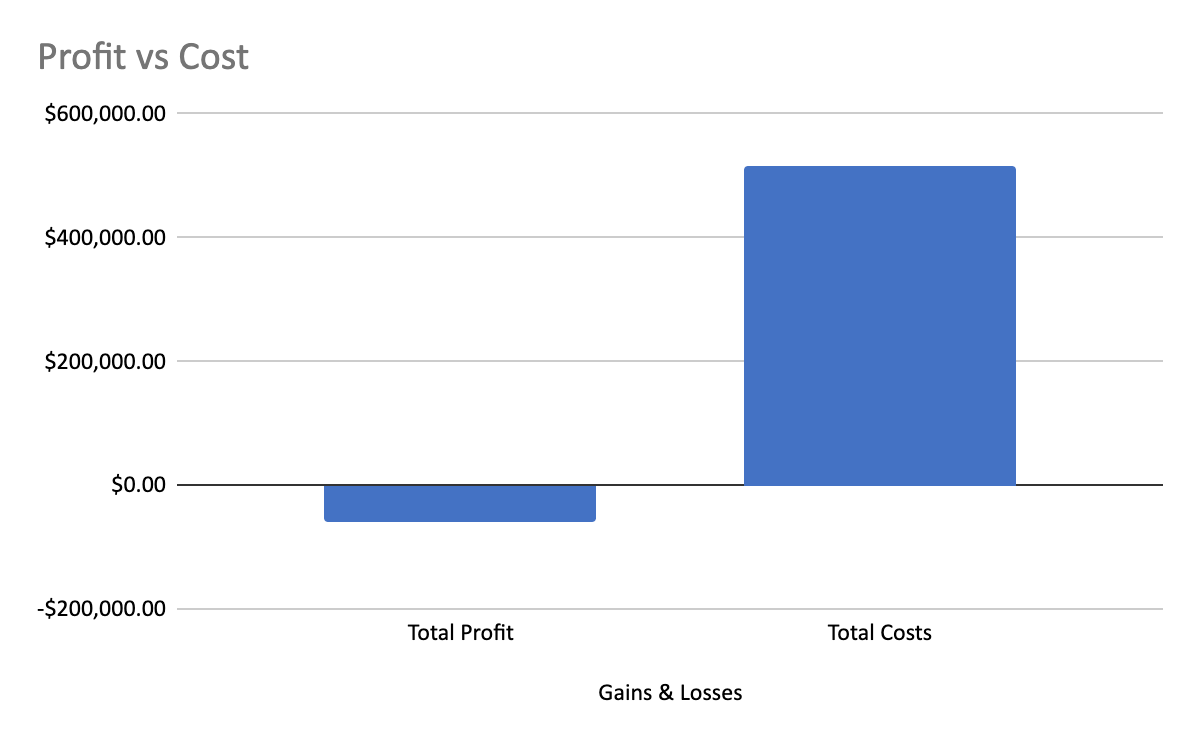 Profit vs Cost
$600,000.00
$400,000.00
$200,000.00
$0.00
-$200,000.00
Total Profit
Total Costs
Gains & Losses